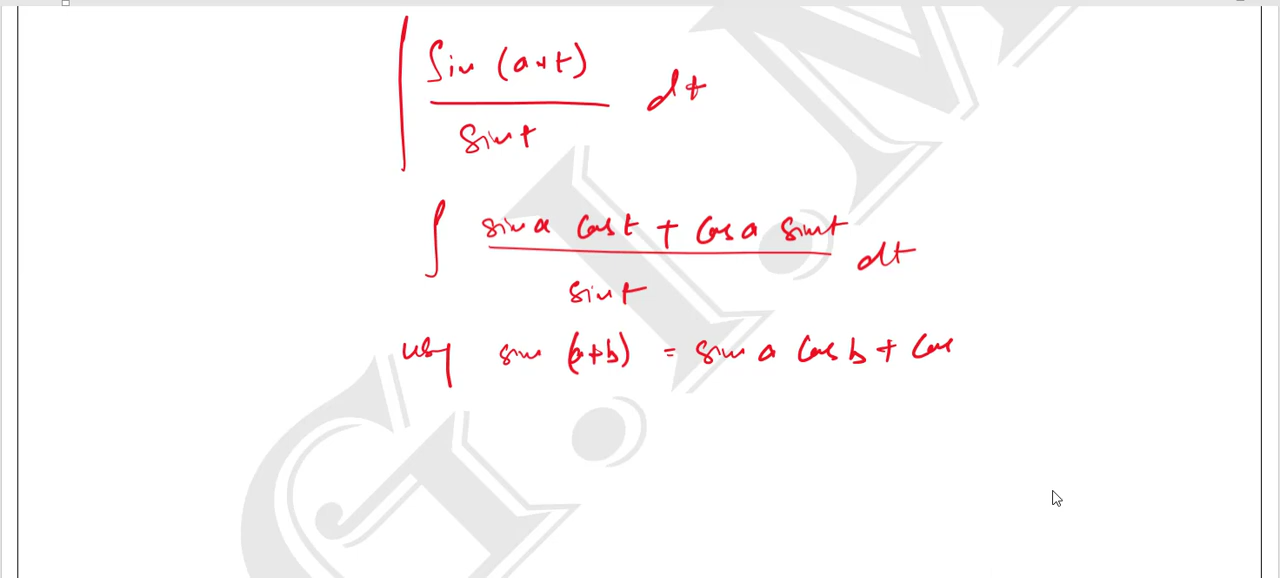 ∫ Sin (a+t) / Sin t dt
∫ sin a Cos t + Cos a Sin t / Sin t dt
using sin (a+b) = sin a Cos b + Cos
G.I.M